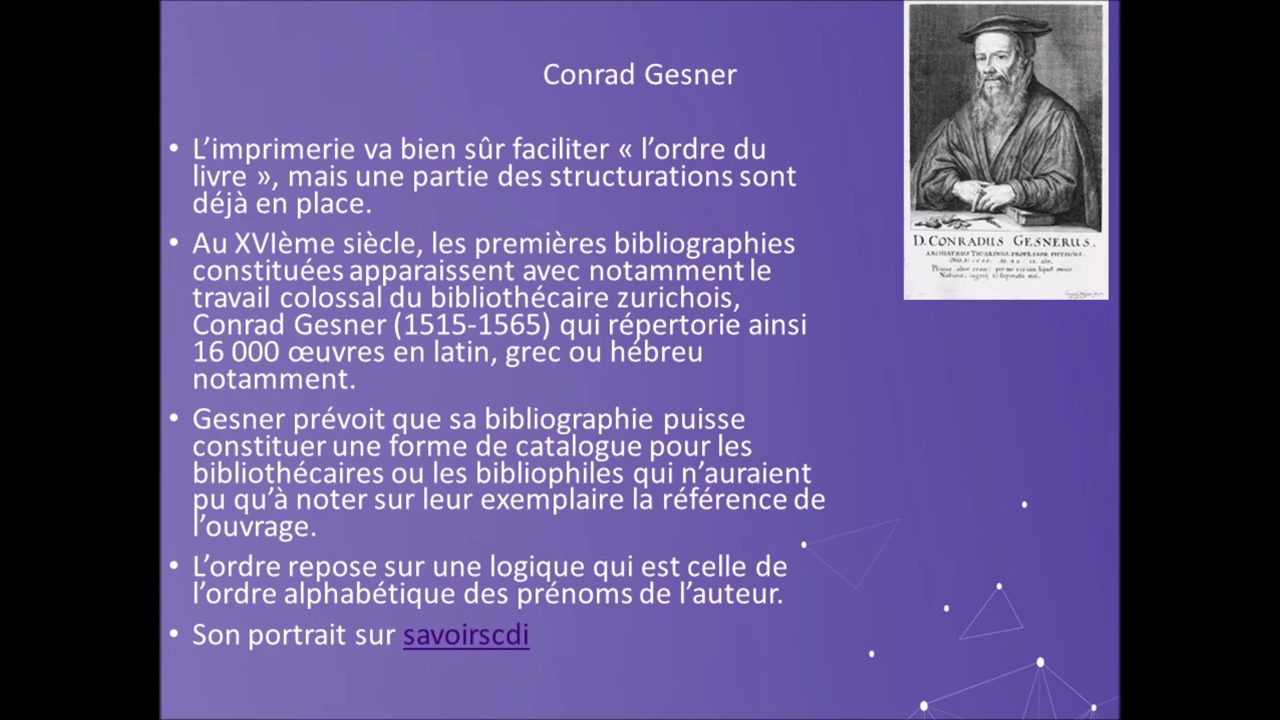 Conrad Gesner
• L’imprimerie va bien sûr faciliter « l’ordre du
livre », mais une partie des structurations sont
déjà en place.
• Au XVIème siècle, les premières bibliographies
constituées apparaissent avec notamment le
travail colossal du bibliothécaire zurichois,
Conrad Gesner (1515-1565) qui répertorie ainsi
16 000 œuvres en latin, grec ou hébreu
notamment.
• Gesner prévoit que sa bibliographie puisse
constituer une forme de catalogue pour les
bibliothécaires ou les bibliophiles qui n’auraient
pu qu’à noter sur leur exemplaire la référence de
l’ouvrage.
• L’ordre repose sur une logique qui est celle de
l’ordre alphabétique des prénoms de l’auteur.
• Son portrait sur savoirscdi
D. CONRADUS GESNERUS.